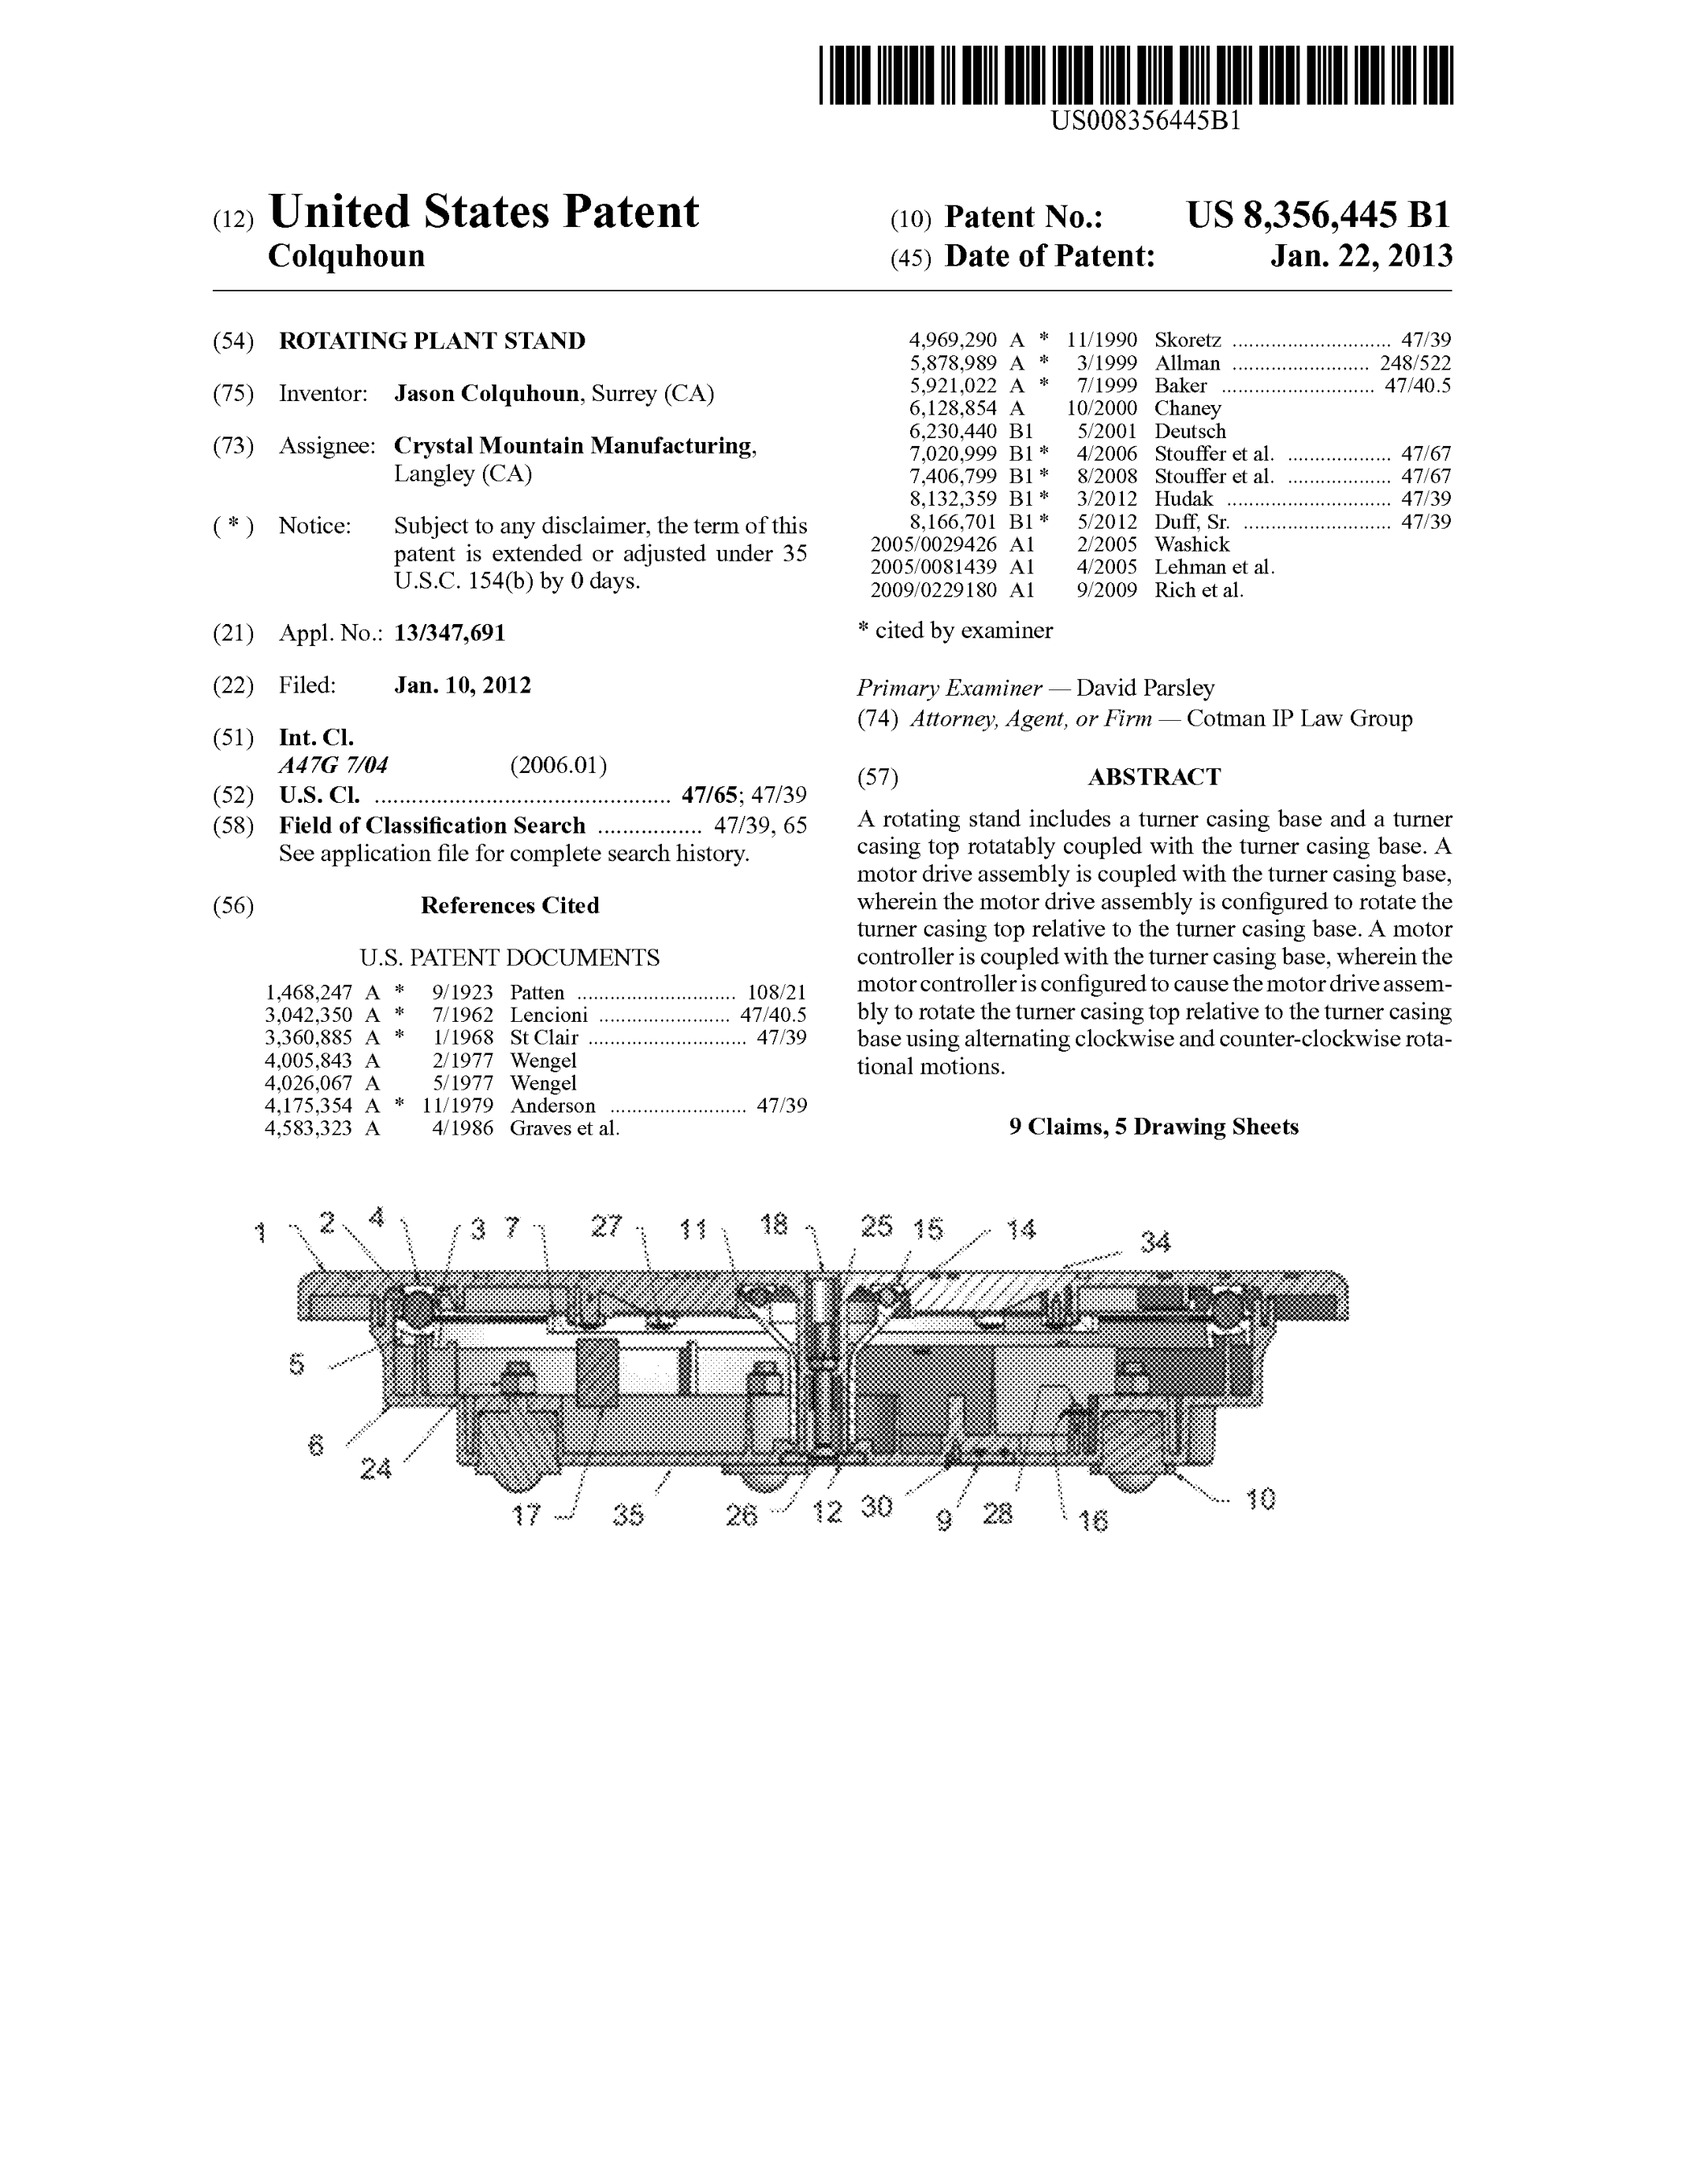 US008356445B1
(12) United States Patent
Colquhoun
(10) Patent No.: US 8,356,445 B1
(45) Date of Patent: Jan. 22, 2013
(54) ROTATING PLANT STAND
(75) Inventor: Jason Colquhoun, Surrey (CA)
(73) Assignee: Crystal Mountain Manufacturing,
Langley (CA)
( * ) Notice: Subject to any disclaimer, the term of this
patent is extended or adjusted under 35
U.S.C. 154(b) by 0 days.
(21) Appl. No.: 13/347,691
(22) Filed: Jan. 10, 2012
(51) Int. Cl.
A47G 7/04 (2006.01)
(52) U.S. Cl. ............................................... 47/65; 47/39
(58) Field of Classification Search ................. 47/39, 65
See application file for complete search history.
(56) References Cited
U.S. PATENT DOCUMENTS
1,468,247 A * 9/1923 Patten ............................. 108/21
3,042,350 A * 7/1962 Lencioni ........................ 47/40.5
3,360,885 A * 1/1968 St Clair ............................. 47/39
4,005,843 A 2/1977 Wengel
4,026,067 A 5/1977 Wengel
4,175,354 A * 11/1979 Anderson ......................... 47/39
4,583,323 A 4/1986 Graves et al.
4,969,290 A * 11/1990 Skoretz ............................. 47/39
5,878,989 A * 3/1999 Allman ......................... 248/522
5,921,022 A * 7/1999 Baker ............................ 47/40.5
6,128,854 A 10/2000 Chaney
6,230,440 B1 5/2001 Deutsch
7,020,999 B1 * 4/2006 Stouffer et al. ................... 47/67
7,406,799 B1 * 8/2008 Stouffer et al. ................... 47/67
8,132,359 B1 * 3/2012 Hudak .............................. 47/39
8,166,701 B1 * 5/2012 Duff, Sr. ........................... 47/39
2005/0029426 A1 2/2005 Washick
2005/0081439 A1 4/2005 Lehman et al.
2009/0229180 A1 9/2009 Rich et al.
* cited by examiner
Primary Examiner — David Parsley
(74) Attorney, Agent, or Firm — Cotman IP Law Group
(57) ABSTRACT
A rotating stand includes a turner casing base and a turner
casing top rotatably coupled with the turner casing base. A
motor drive assembly is coupled with the turner casing base,
wherein the motor drive assembly is configured to rotate the
turner casing top relative to the turner casing base. A motor
controller is coupled with the turner casing base, wherein the
motor controller is configured to cause the motor drive assem-
bly to rotate the turner casing top relative to the turner casing
base using alternating clockwise and counter-clockwise rota-
tional motions.
9 Claims, 5 Drawing Sheets
1 2 4 3 7 27 11 18 25 15 14 34
5
6
24
17 35 26 12 30 9 28 16 10